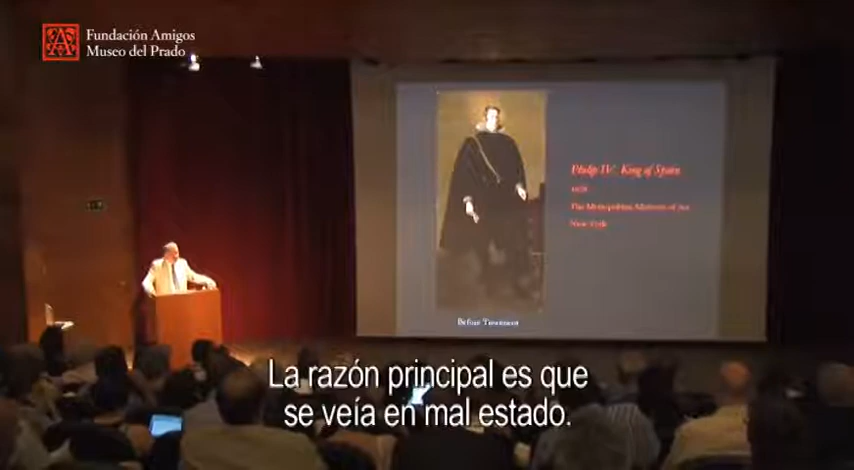 Fundación Amigos
Museo del Prado
Philip IV King of Spain
The Metropolitan Museum of Art
New York
Before Treatment
La razón principal es que
se veía en mal estado.